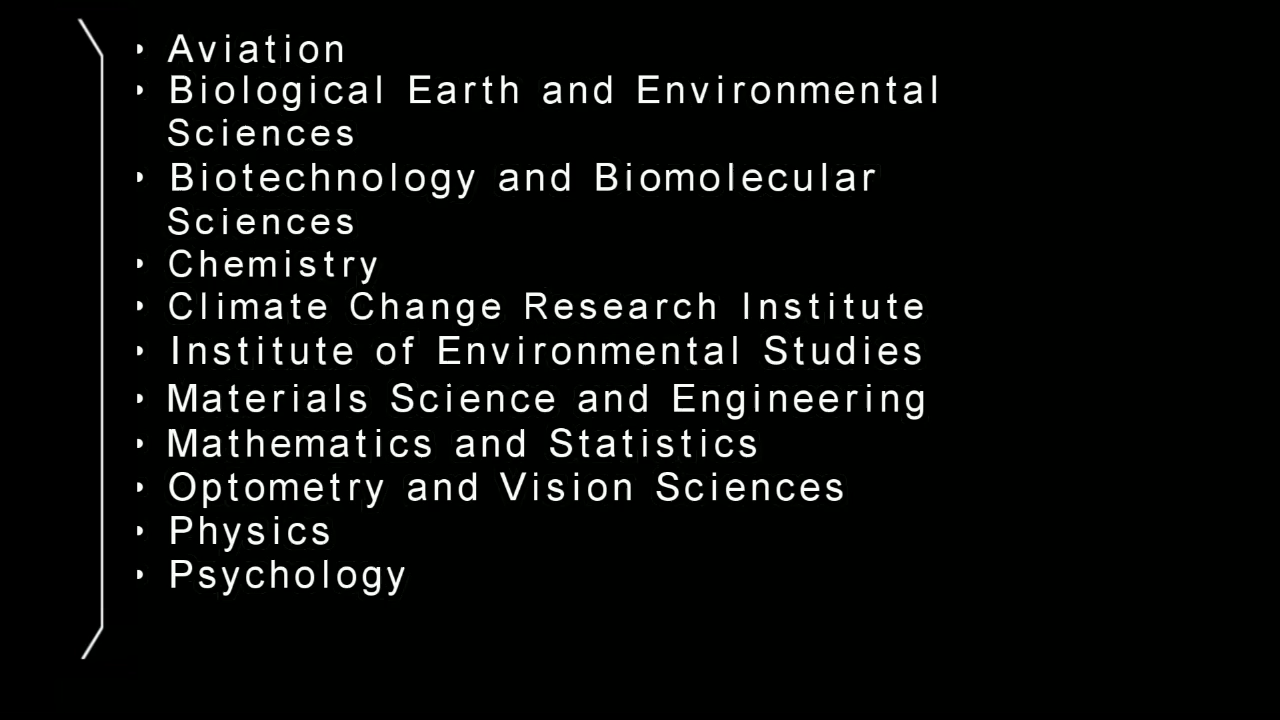 • Aviation
• Biological Earth and Environmental
Sciences
• Biotechnology and Biomolecular
Sciences
• Chemistry
• Climate Change Research Institute
• Institute of Environmental Studies
• Materials Science and Engineering
• Mathematics and Statistics
• Optometry and Vision Sciences
• Physics
• Psychology